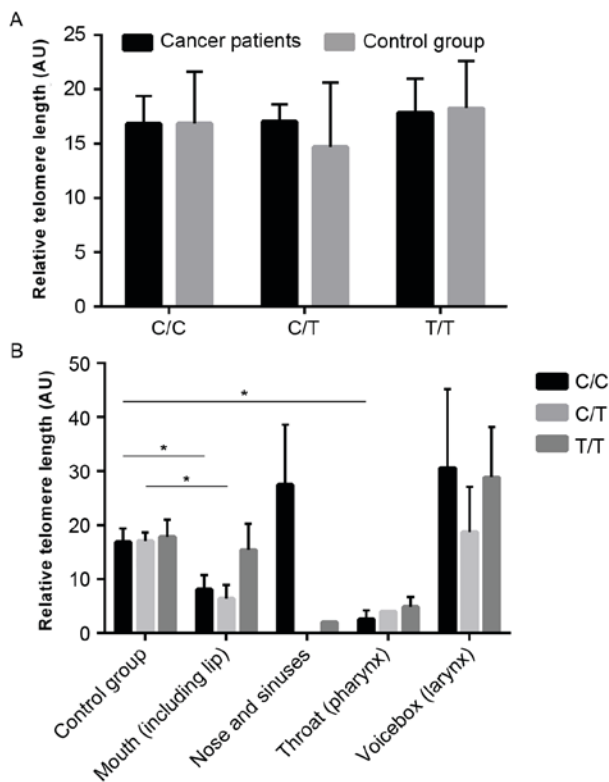 A
Relative telomere length (AU)
25
20
15
10
5
0
Cancer patients
Control group
C/C
C/T
T/T
B
Relative telomere length (AU)
50
40
30
20
10
0
*
*
*
C/C
C/T
T/T
Control group
Mouth (including lip)
Nose and sinuses
Throat (pharynx)
Voicebox (larynx)